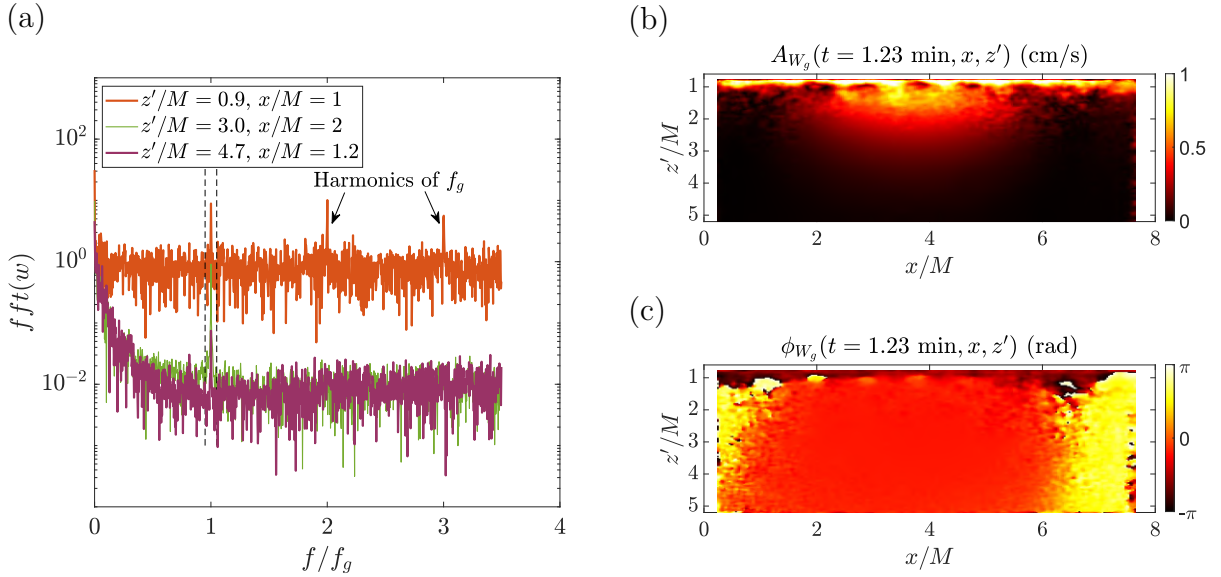 (a)
z′/M = 0.9, x/M = 1
z′/M = 3.0, x/M = 2
z′/M = 4.7, x/M = 1.2
Harmonics of f_g
10^2
10^0
10^−2
fft(w)
0 1 2 3 4
f/f_g
(b)
A_{W_g}(t = 1.23 min, x, z′) (cm/s)
1
2
3
4
5
z′/M
0 2 4 6 8
x/M
1
0.5
0
(c)
ϕ_{W_g}(t = 1.23 min, x, z′) (rad)
1
2
3
4
5
z′/M
0 2 4 6 8
x/M
π
0
-π